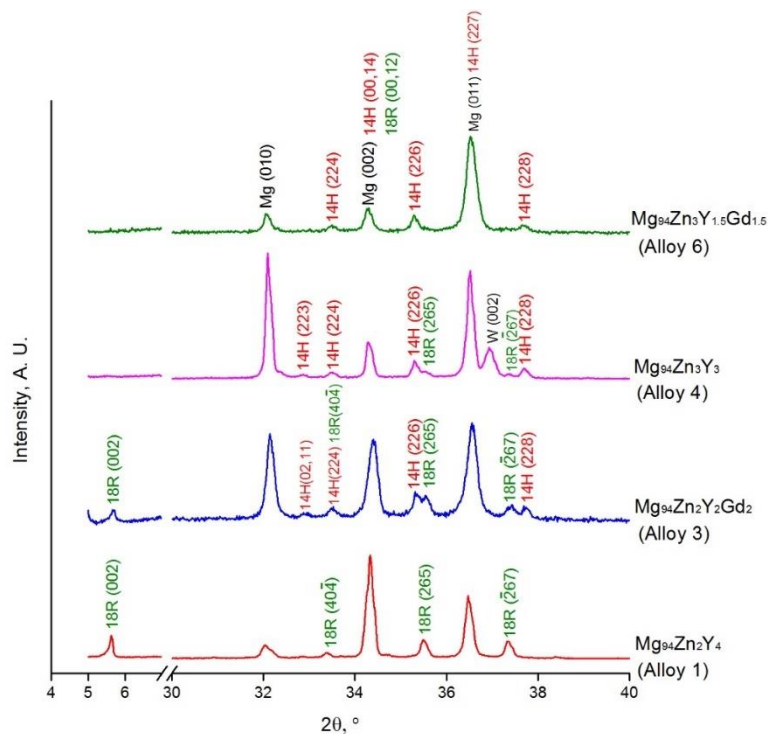 Intensity, A. U.
Mg (010)
14H (224)
Mg (002)
14H (00,14)
18R (00,12)
14H (226)
Mg (011) 14H (227)
14H (228)
Mg₉₄Zn₃Y₁.₅Gd₁.₅
(Alloy 6)
14H (223)
14H (224)
14H (226)
18R (265)
W (002)
18R (2̄67)
14H (228)
Mg₉₄Zn₃Y₃
(Alloy 4)
18R (002)
14H(02,11)
14H(224) 18R(404̄)
14H (226)
18R (265)
18R (2̄67)
14H (228)
Mg₉₄Zn₂Y₂Gd₂
(Alloy 3)
18R (002)
18R (404̄)
18R (265)
18R (2̄67)
Mg₉₄Zn₂Y₄
(Alloy 1)
4 5 6 30 32 34 36 38 40
2θ, °